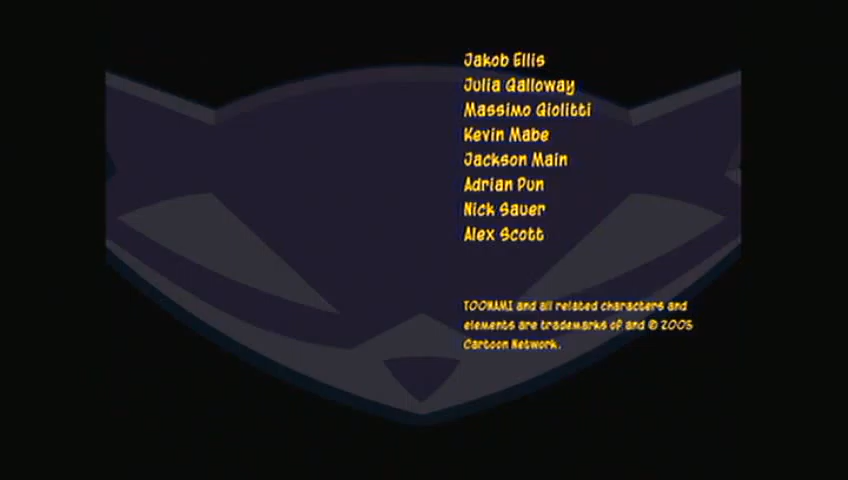 Jakob Ellis
Julia Galloway
Massimo Giolitti
Kevin Mabe
Jackson Main
Adrian Pun
Nick Sauer
Alex Scott
TOONAMI and all related characters and
elements are trademarks of and © 2005
Cartoon Network.